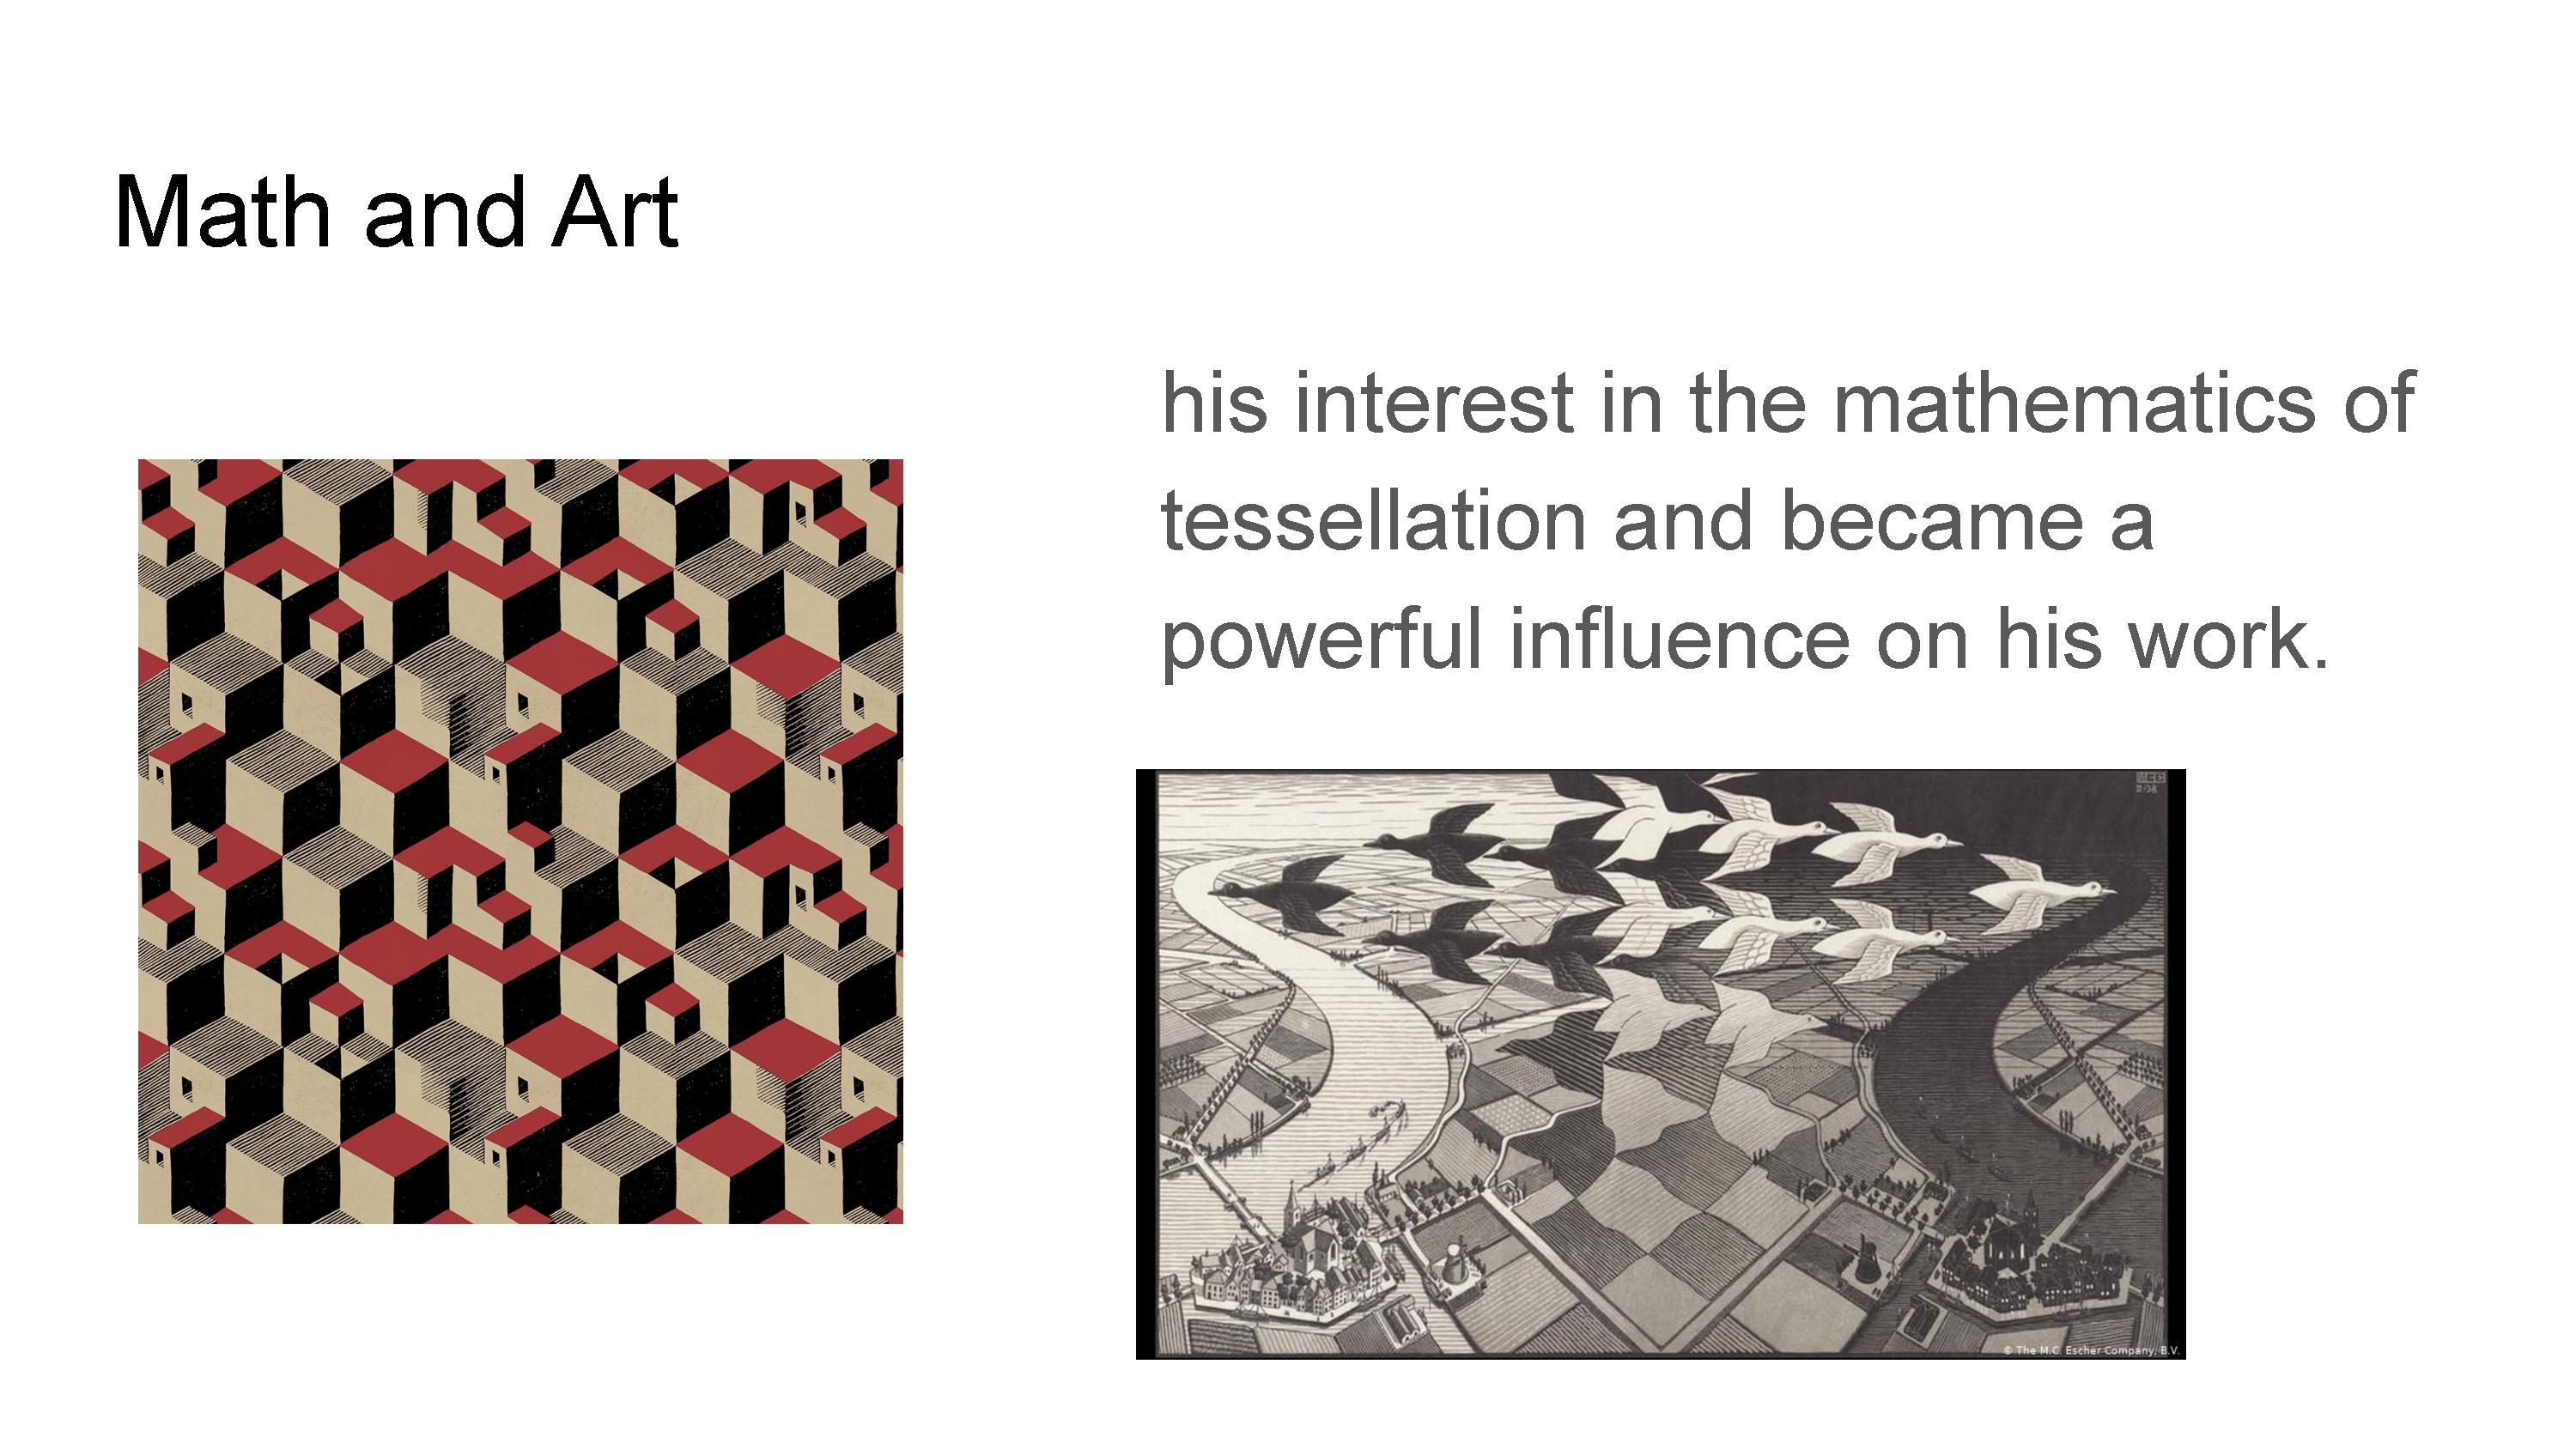 Math and Art
his interest in the mathematics of
tessellation and became a
powerful influence on his work.
© The M.C. Escher Company, B.V.